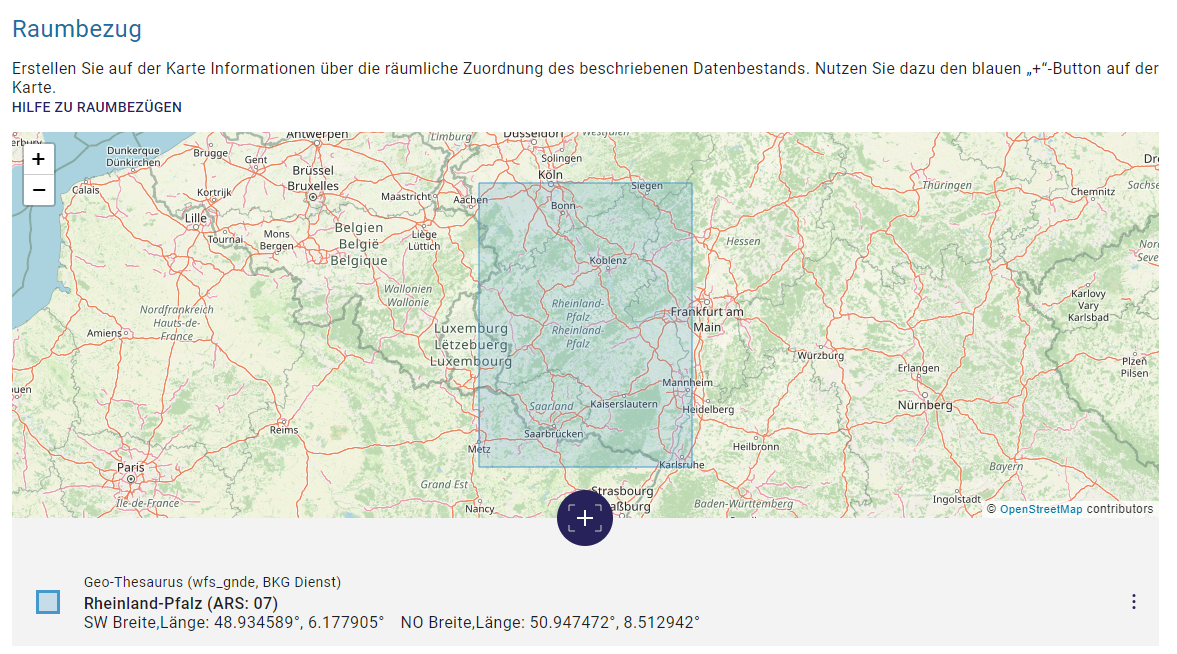 Raumbezug
Erstellen Sie auf der Karte Informationen über die räumliche Zuordnung des beschriebenen Datenbestands. Nutzen Sie dazu den blauen „+“-Button auf der
Karte.
HILFE ZU RAUMBEZÜGEN
+
−
Antwerpen
Limburg
Düsseldorf
Westfalen
Dunkerque
Dünkirchen
Brugge
Gent
Solingen
Köln
Brüssel
Bruxelles
Calais
Kortrijk
Maastricht
Aachen
Siegen
Thüringen
Chemnitz
Lille
Bonn
Tournai
Mons
Bergen
Belgien
België
Belgique
Liège
Lüttich
Hessen
Koblenz
Wallonien
Wallonie
Karlovy
Vary
Karlsbad
Nordfrankreich
Hauts-de-
France
Rheinland-
Pfalz
Rheinland-
Pfalz
Frankfurt am
Main
Amiens
Luxemburg
Lëtzebuerg
Luxembourg
Würzburg
Erlangen
Plzeň
Pilsen
Mannheim
Saarland
Kaiserslautern
Heidelberg
Nürnberg
Reims
Saarbrücken
Metz
Heilbronn
Karlsruhe
Paris
Bayern
Grand Est
Strasbourg
Île-de-France
Nancy
Baden-Württemberg
Ingolstadt
© OpenStreetMap contributors
+
Geo-Thesaurus (wfs_gnde, BKG Dienst)
Rheinland-Pfalz (ARS: 07)
SW Breite,Länge: 48.934589°, 6.177905° NO Breite,Länge: 50.947472°, 8.512942°